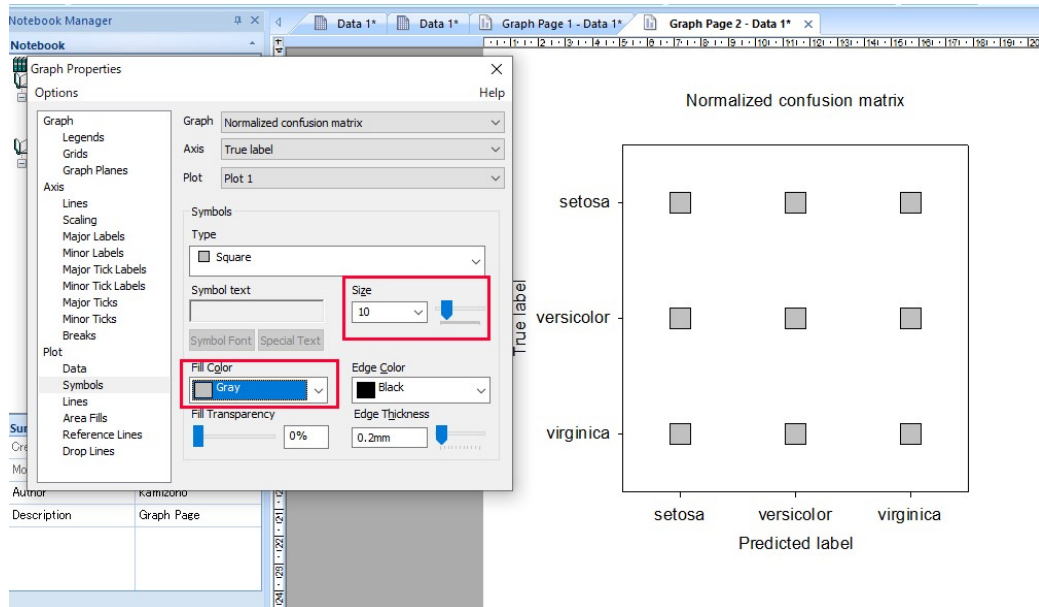 Notebook Manager
Data 1*
Data 1*
Graph Page 1 - Data 1*
Graph Page 2 - Data 1*
Notebook
Graph Properties
Options
Help
Graph
Legends
Grids
Graph Planes
Axis
Lines
Scaling
Major Labels
Minor Labels
Major Tick Labels
Minor Tick Labels
Major Ticks
Minor Ticks
Breaks
Plot
Data
Symbols
Lines
Area Fills
Reference Lines
Drop Lines
Graph Normalized confusion matrix
Axis True label
Plot Plot 1
Symbols
Type
Square
Symbol text
Size
10
Symbol Font Special Text
Fill Color
Gray
Edge Color
Black
Fill Transparency
0%
Edge Thickness
0.2mm
Author Kamizono
Description Graph Page
Normalized confusion matrix
True label
setosa
versicolor
virginica
setosa versicolor virginica
Predicted label